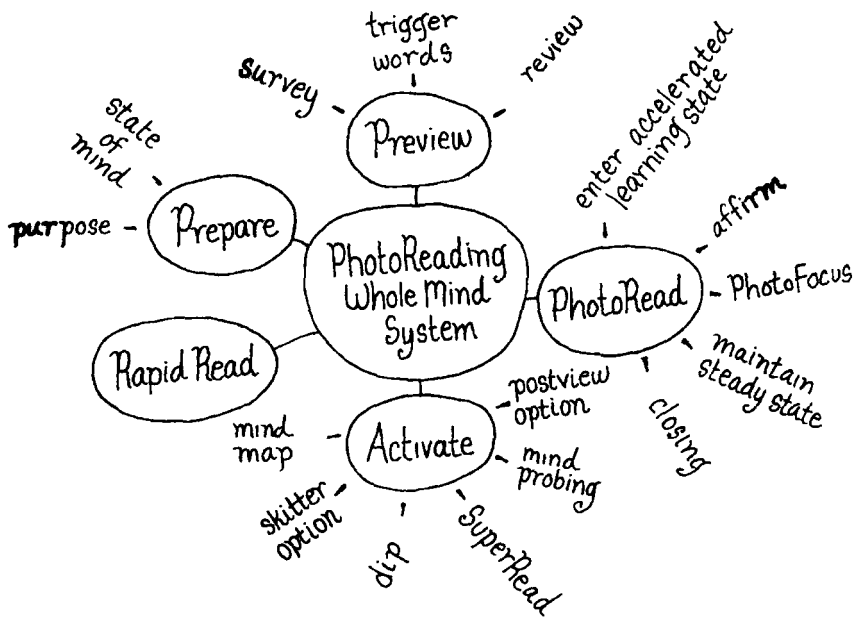 PhotoReading
Whole Mind
System
Prepare
purpose
state
of
mind
Preview
survey
trigger
words
review
PhotoRead
enter accelerated
learning state
affirm
PhotoFocus
maintain
steady state
closing
Activate
postview
option
mind
probing
SuperRead
dip
skitter
option
mind
map
Rapid Read